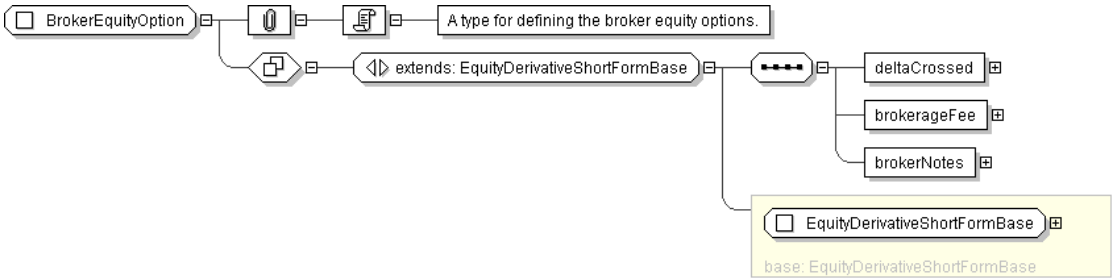 BrokerEquityOption
A type for defining the broker equity options.
extends: EquityDerivativeShortFormBase
deltaCrossed
brokerageFee
brokerNotes
EquityDerivativeShortFormBase
base: EquityDerivativeShortFormBase